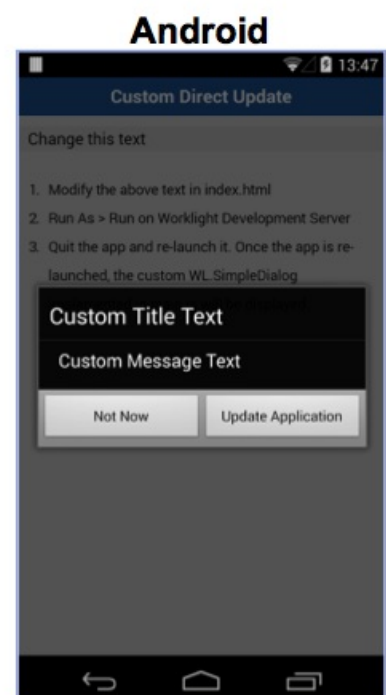 Android
13:47
Custom Direct Update
Change this text
1. Modify the above text in index.html
2. Run As > Run on Worklight Development Server
3. Quit the app and re-launch it. Once the app is re-
launched, the custom WL.SimpleDialog
Custom Title Text
Custom Message Text
Not Now
Update Application